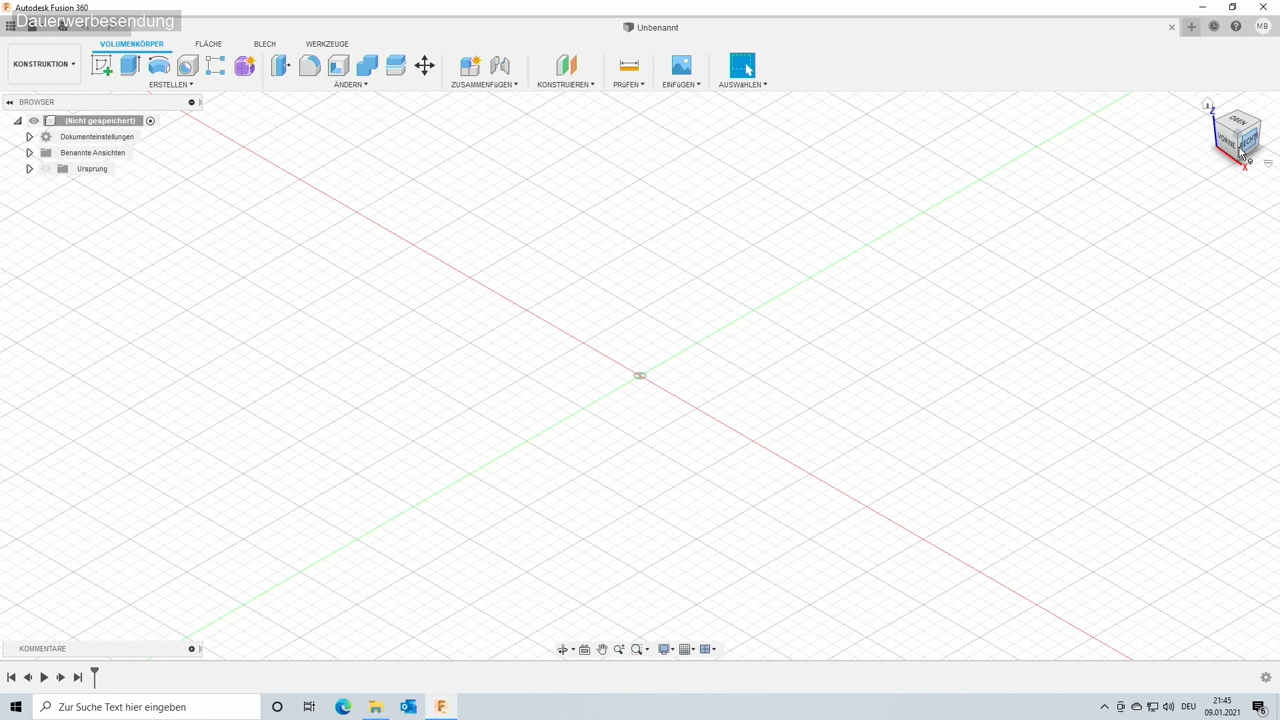 Autodesk Fusion 360
Dauerwerbesendung
Unbenannt
MB
KONSTRUKTION
VOLUMENKÖRPER
FLÄCHE
BLECH
WERKZEUGE
ERSTELLEN
ÄNDERN
ZUSAMMENFÜGEN
KONSTRUIEREN
PRÜFEN
EINFÜGEN
AUSWÄHLEN
BROWSER
(Nicht gespeichert)
Dokumenteinstellungen
Benannte Ansichten
Ursprung
Z
OBEN
VORNE
RECHTS
X
KOMMENTARE
Zur Suche Text hier eingeben
DEU
21:45
09.01.2021
6